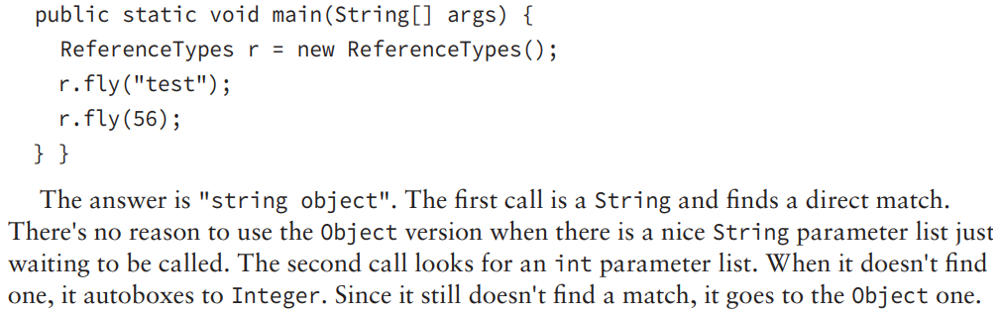 public static void main(String[] args) {
ReferenceTypes r = new ReferenceTypes();
r.fly("test");
r.fly(56);
} }
The answer is "string object". The first call is a String and finds a direct match.
There's no reason to use the Object version when there is a nice String parameter list just
waiting to be called. The second call looks for an int parameter list. When it doesn't find
one, it autoboxes to Integer. Since it still doesn't find a match, it goes to the Object one.